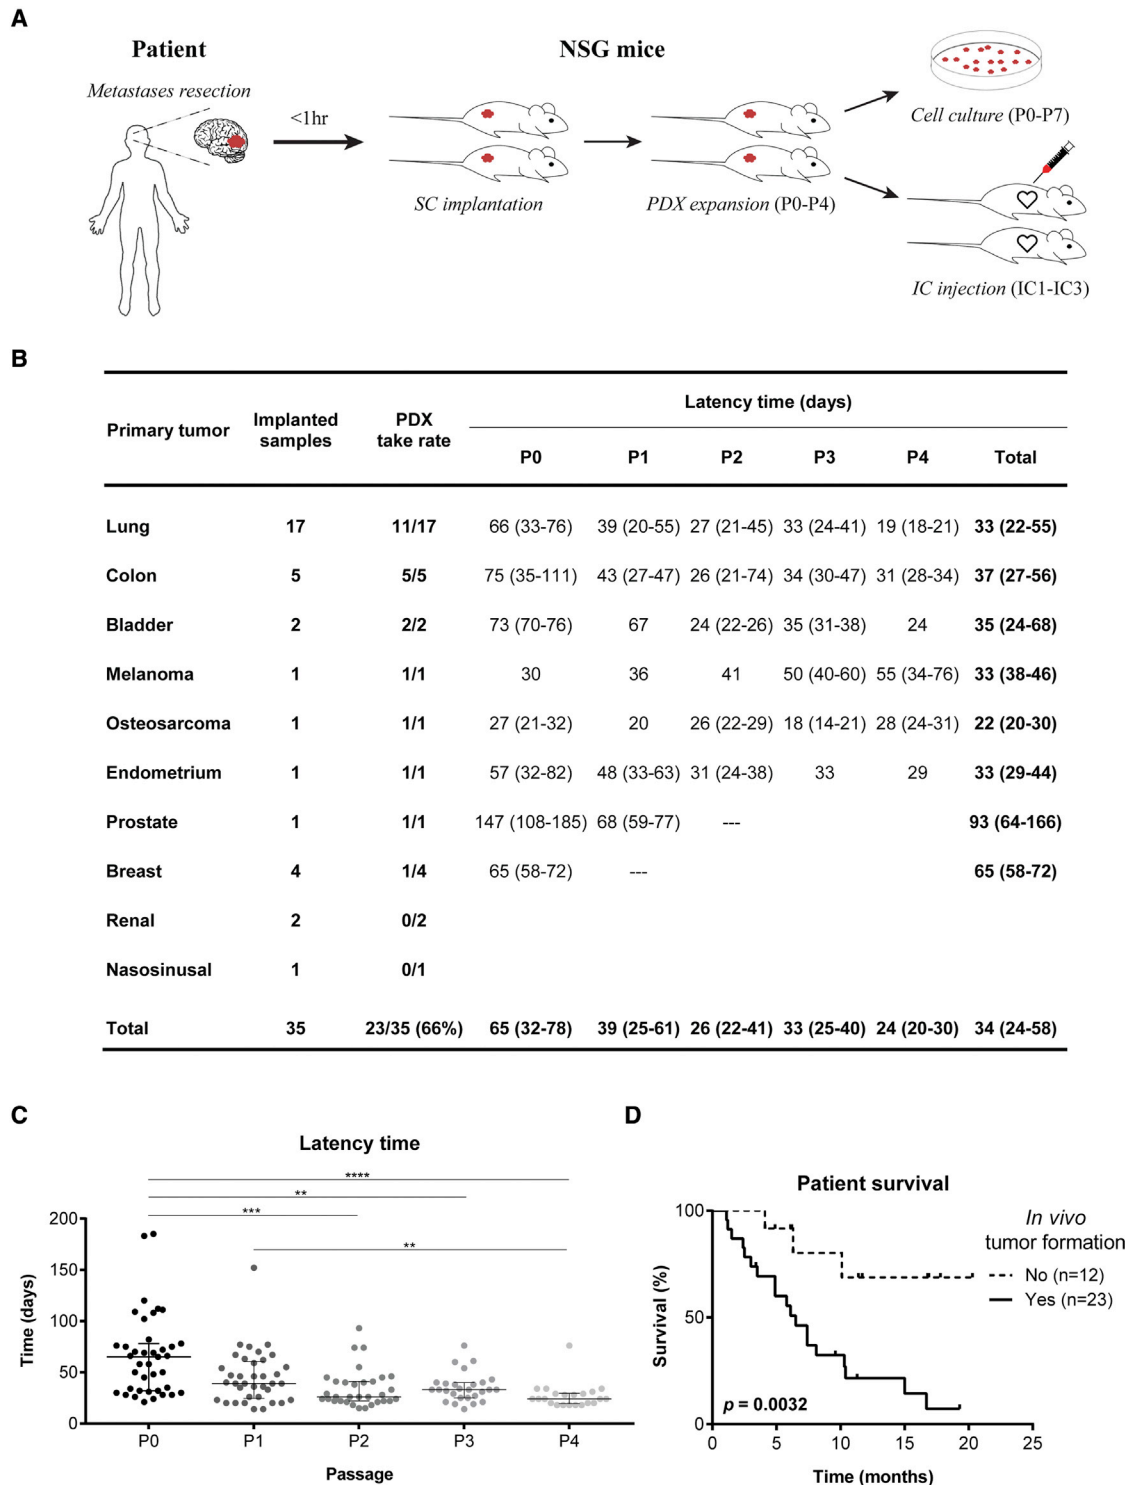 A
Patient
NSG mice
Metastases resection
<1hr
SC implantation
PDX expansion (P0-P4)
Cell culture (P0-P7)
IC injection (IC1-IC3)
B
Primary tumor
Implanted samples
PDX take rate
Latency time (days)
P0 P1 P2 P3 P4 Total
Lung 17 11/17 66 (33-76) 39 (20-55) 27 (21-45) 33 (24-41) 19 (18-21) 33 (22-55)
Colon 5 5/5 75 (35-111) 43 (27-47) 26 (21-74) 34 (30-47) 31 (28-34) 37 (27-56)
Bladder 2 2/2 73 (70-76) 67 24 (22-26) 35 (31-38) 24 35 (24-68)
Melanoma 1 1/1 30 36 41 50 (40-60) 55 (34-76) 33 (38-46)
Osteosarcoma 1 1/1 27 (21-32) 20 26 (22-29) 18 (14-21) 28 (24-31) 22 (20-30)
Endometrium 1 1/1 57 (32-82) 48 (33-63) 31 (24-38) 33 29 33 (29-44)
Prostate 1 1/1 147 (108-185) 68 (59-77) --- 93 (64-166)
Breast 4 1/4 65 (58-72) --- 65 (58-72)
Renal 2 0/2
Nasosinusal 1 0/1
Total 35 23/35 (66%) 65 (32-78) 39 (25-61) 26 (22-41) 33 (25-40) 24 (20-30) 34 (24-58)
C
Latency time
****
**
***
**
Time (days)
200
150
100
50
0
P0 P1 P2 P3 P4
Passage
D
Patient survival
In vivo
tumor formation
No (n=12)
Yes (n=23)
Survival (%)
100
50
0
p = 0.0032
0 5 10 15 20 25
Time (months)